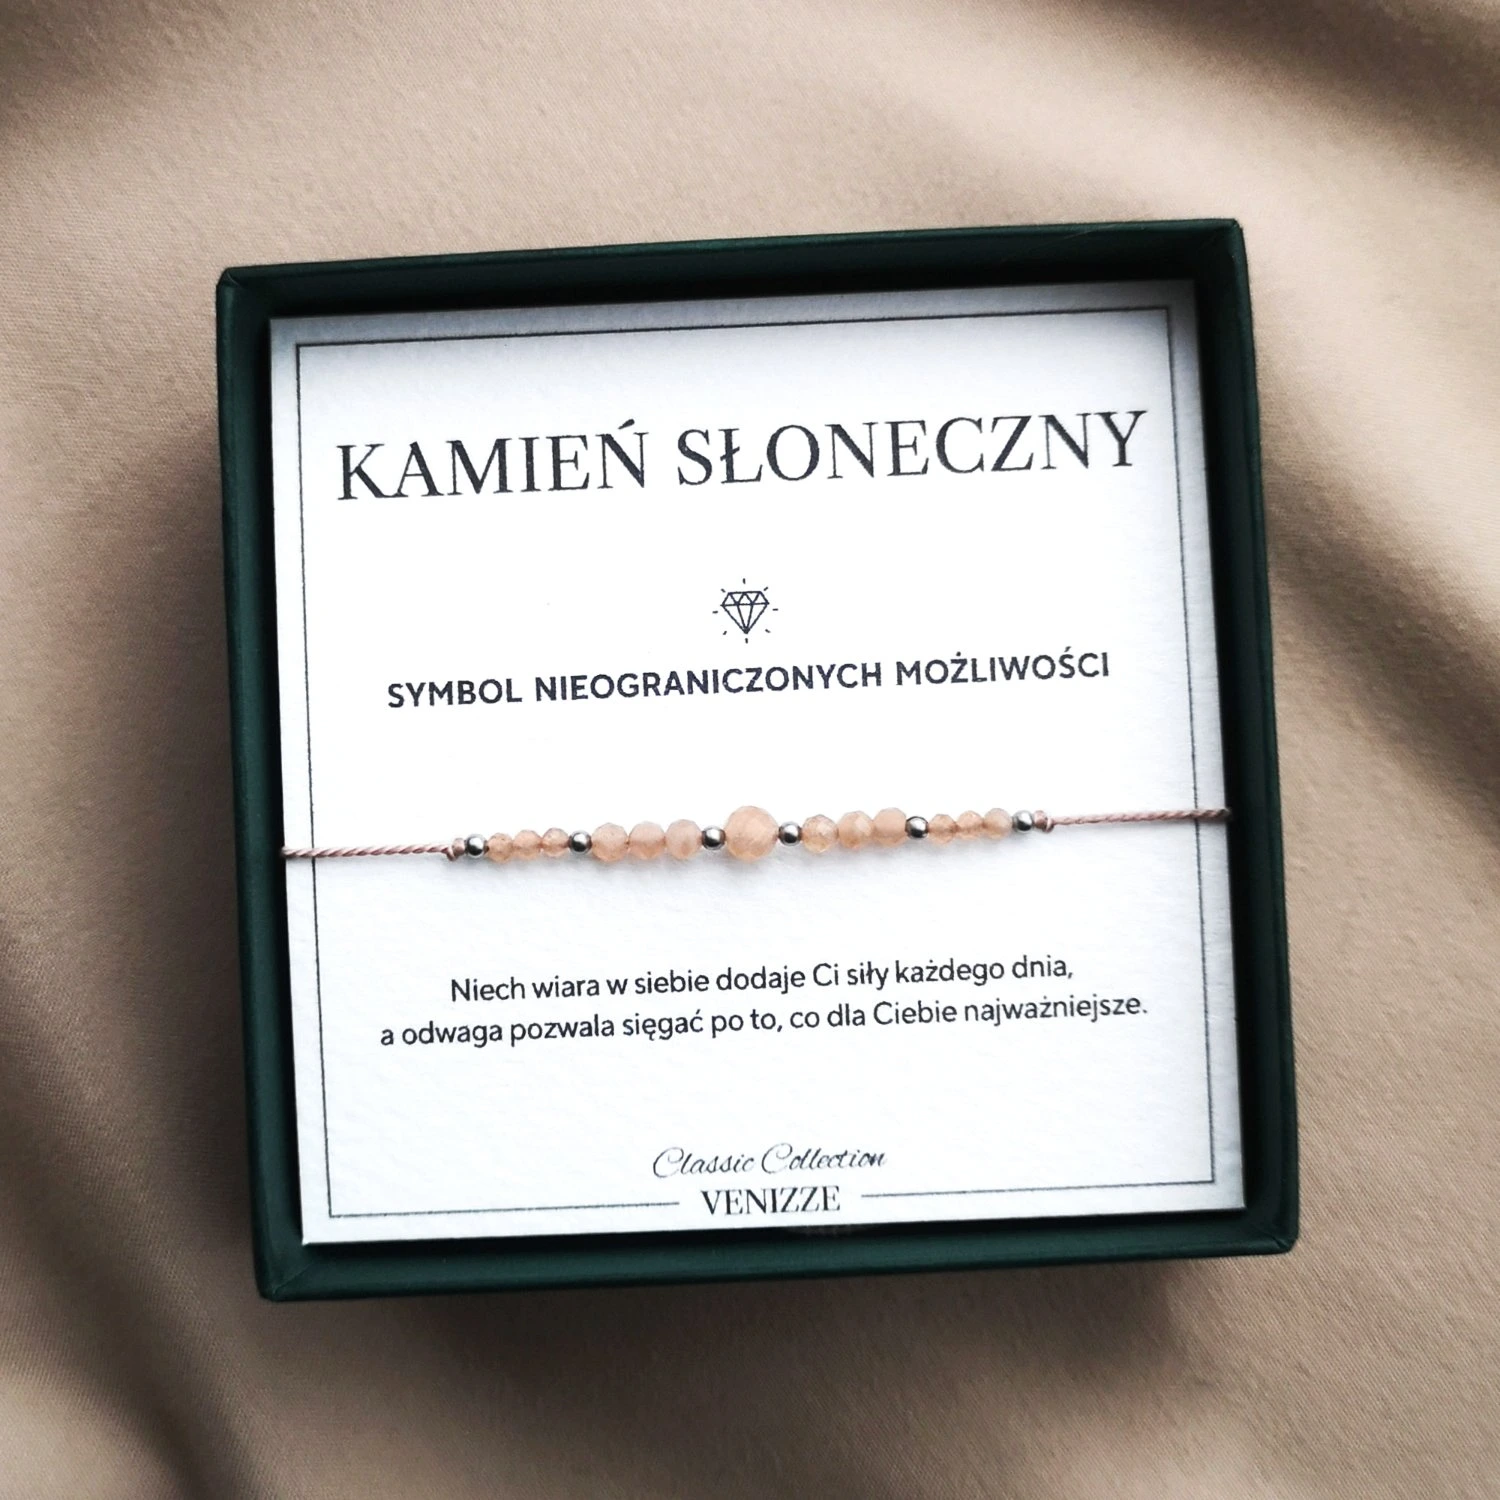 KAMIEŃ SŁONECZNY
SYMBOL NIEOGRANICZONYCH MOŻLIWOŚCI
Niech wiara w siebie dodaje Ci siły każdego dnia,
a odwaga pozwala sięgać po to, co dla Ciebie najważniejsze.
Classic Collection
VENIZZE